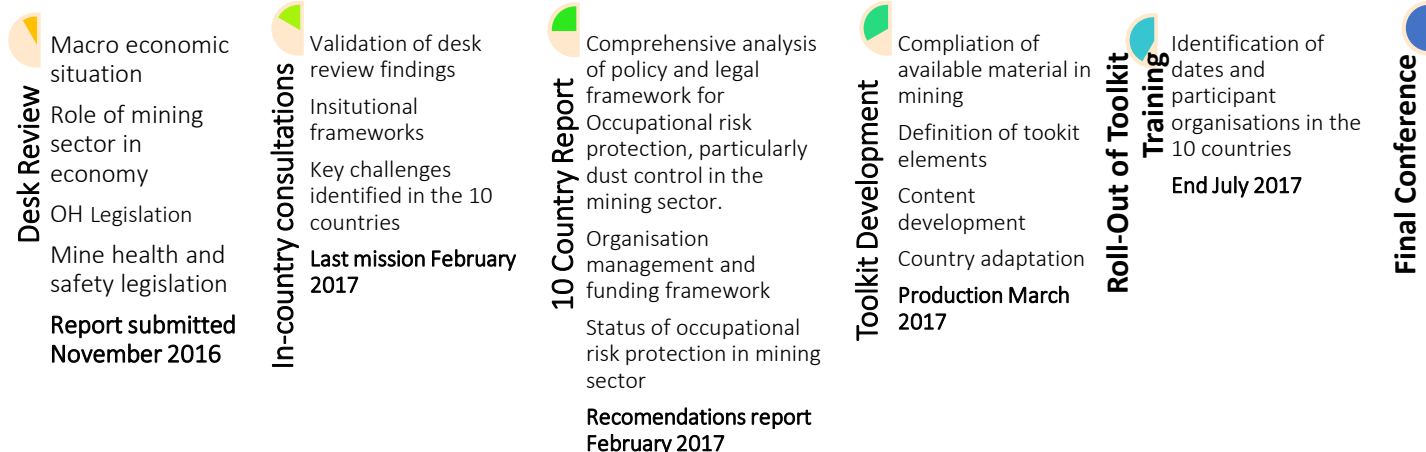 Desk Review
Macro economic
situation
Role of mining
sector in
economy
OH Legislation
Mine health and
safety legislation
Report submitted
November 2016
In-country consultations
Validation of desk
review findings
Insitutional
frameworks
Key challenges
identified in the 10
countries
Last mission February
2017
10 Country Report
Comprehensive analysis
of policy and legal
framework for
Occupational risk
protection, particularly
dust control in the
mining sector.
Organisation
management and
funding framework
Status of occupational
risk protection in mining
sector
Recomendations report
February 2017
Toolkit Development
Compliation of
available material in
mining
Definition of tookit
elements
Content
development
Country adaptation
Production March
2017
Roll-Out of Toolkit
Training
Identification of
dates and
participant
organisations in the
10 countries
End July 2017
Final Conference